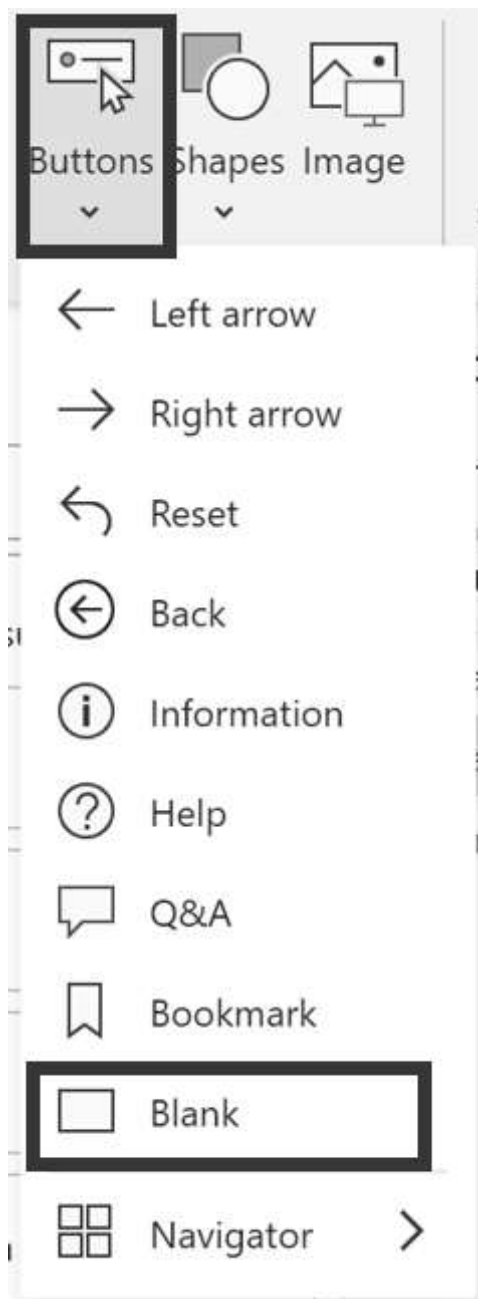 Buttons Shapes Image
Left arrow
Right arrow
Reset
Back
Information
Help
Q&A
Bookmark
Blank
Navigator